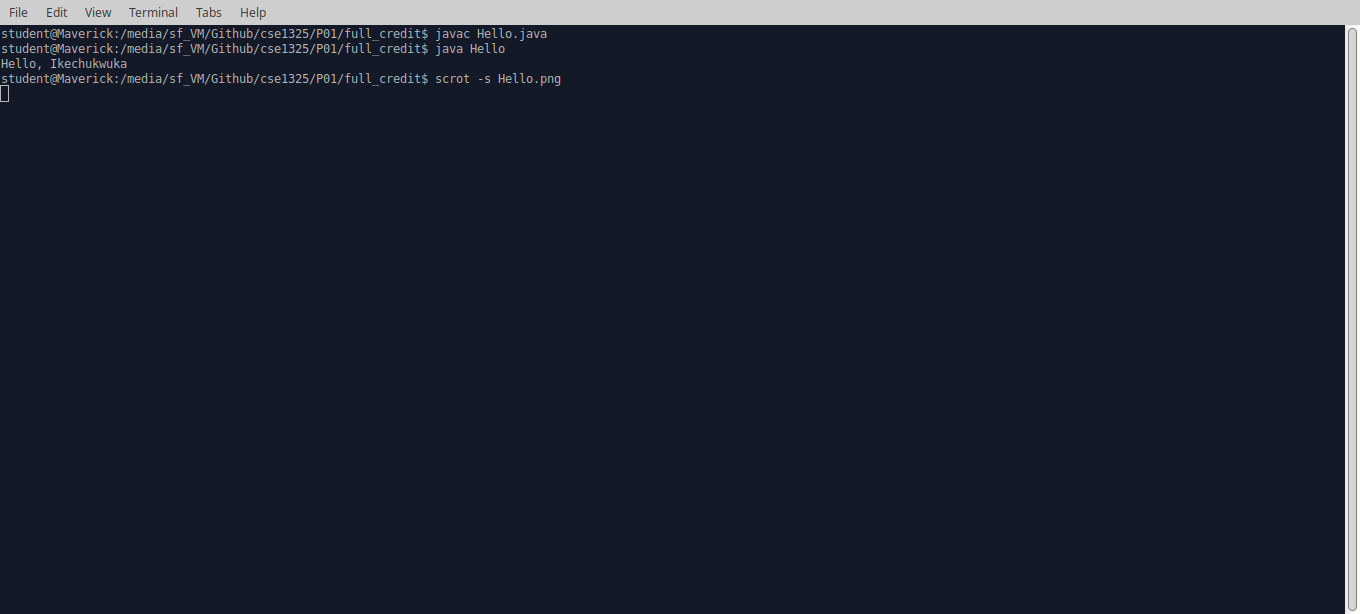 File Edit View Terminal Tabs Help
student@Maverick:/media/sf_VM/Github/cse1325/P01/full_credit$ javac Hello.java
student@Maverick:/media/sf_VM/Github/cse1325/P01/full_credit$ java Hello
Hello, Ikechukwuka
student@Maverick:/media/sf_VM/Github/cse1325/P01/full_credit$ scrot -s Hello.png